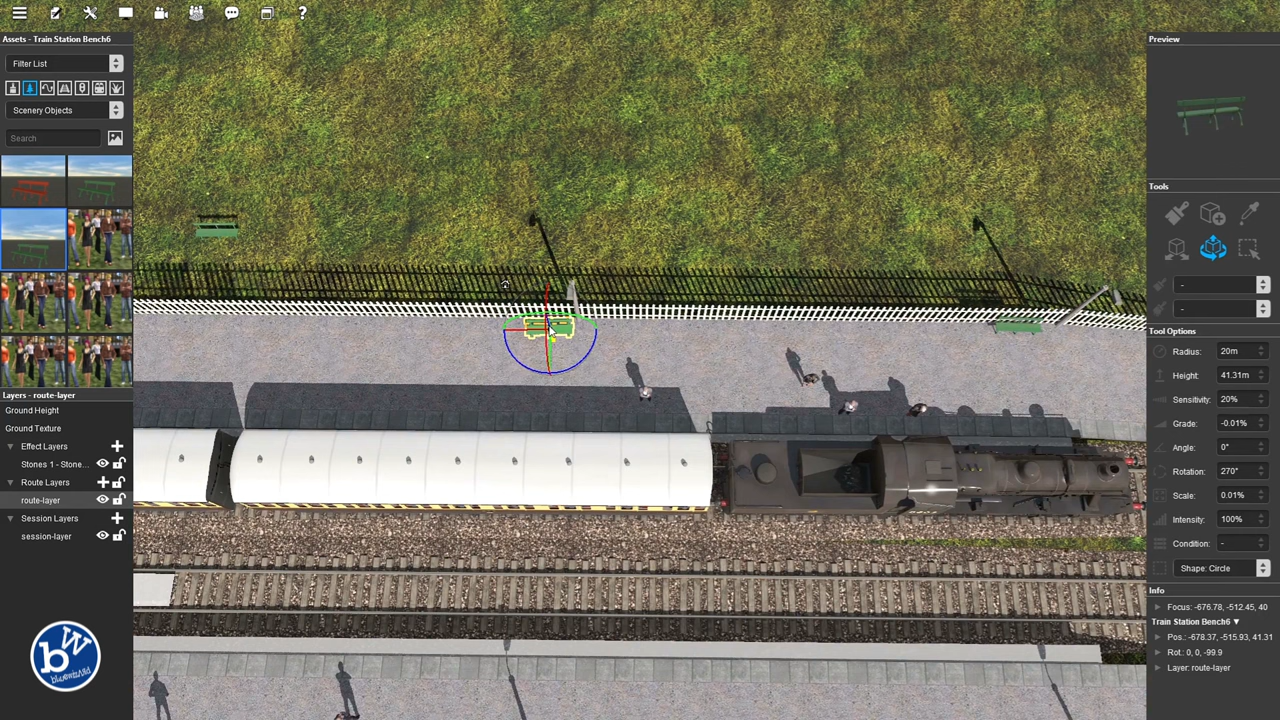 Assets - Train Station Bench6
Filter List
Scenery Objects
Search
Layers - route-layer
Ground Height
Ground Texture
Effect Layers
Stones 1 - Stone...
Route Layers
route-layer
Session Layers
session-layer
bw
bluewizard
Preview
Tools
-
-
Tool Options
Radius: 20m
Height: 41.31m
Sensitivity: 20%
Grade: -0.01%
Angle: 0°
Rotation: 270°
Scale: 0.01%
Intensity: 100%
Condition: -
Shape: Circle
Info
Focus: -676.78, -512.45, 40
Train Station Bench6
Pos.: -678.37, -515.93, 41.31
Rot.: 0, 0, -99.9
Layer: route-layer